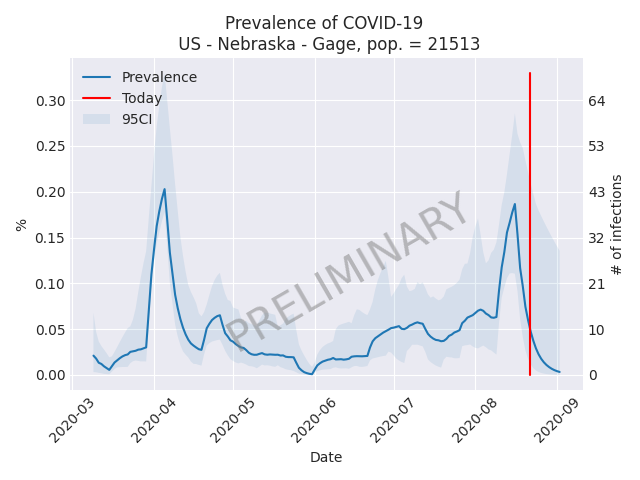 Prevalence of COVID-19
US - Nebraska - Gage, pop. = 21513
Prevalence
Today
95CI
PRELIMINARY
%
0.30
0.25
0.20
0.15
0.10
0.05
0.00
64
53
43
32
21
10
0
# of infections
2020-03
2020-04
2020-05
2020-06
2020-07
2020-08
2020-09
Date